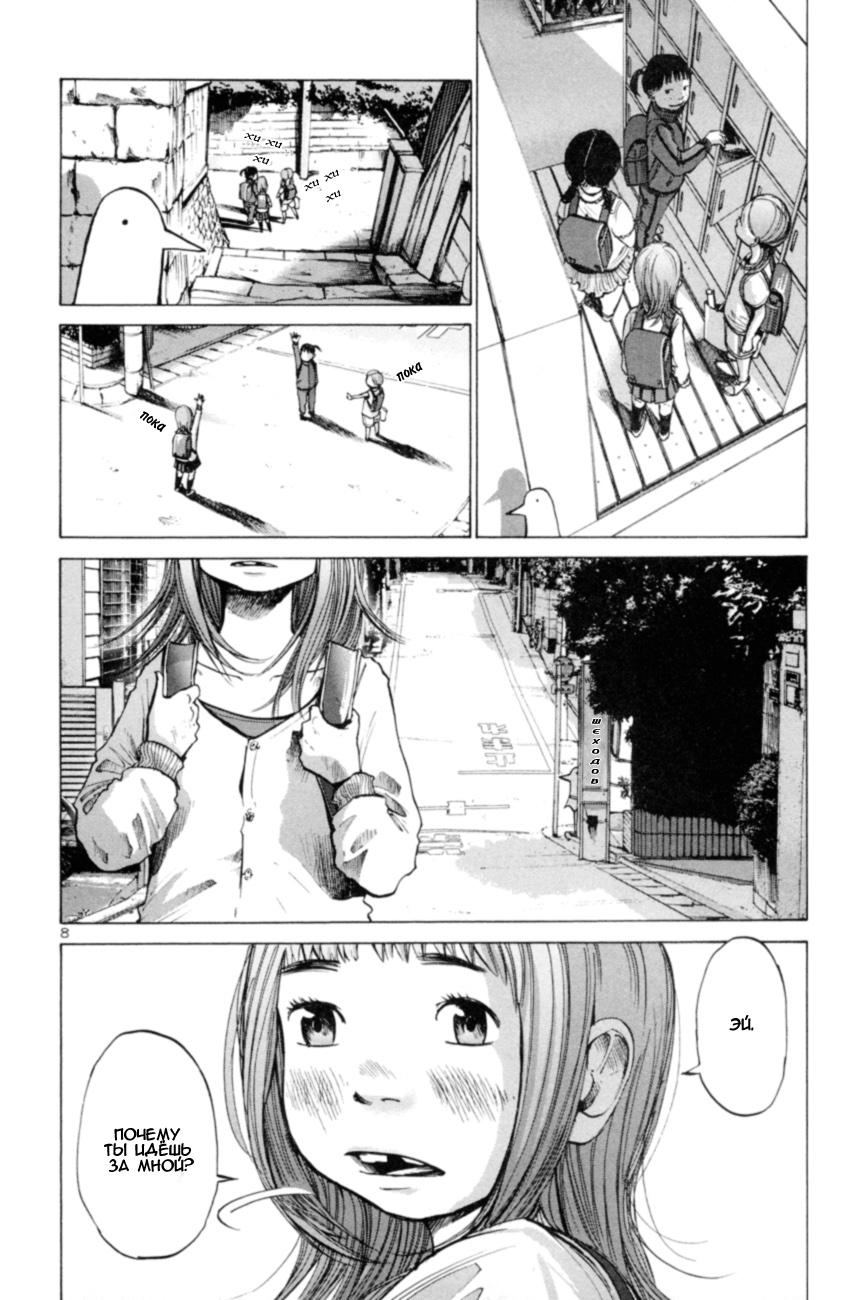 хи хи
хи
хи хи
хи
пока
пока
шеходов
8
Эй.
Почему
ты идёшь
за мной?